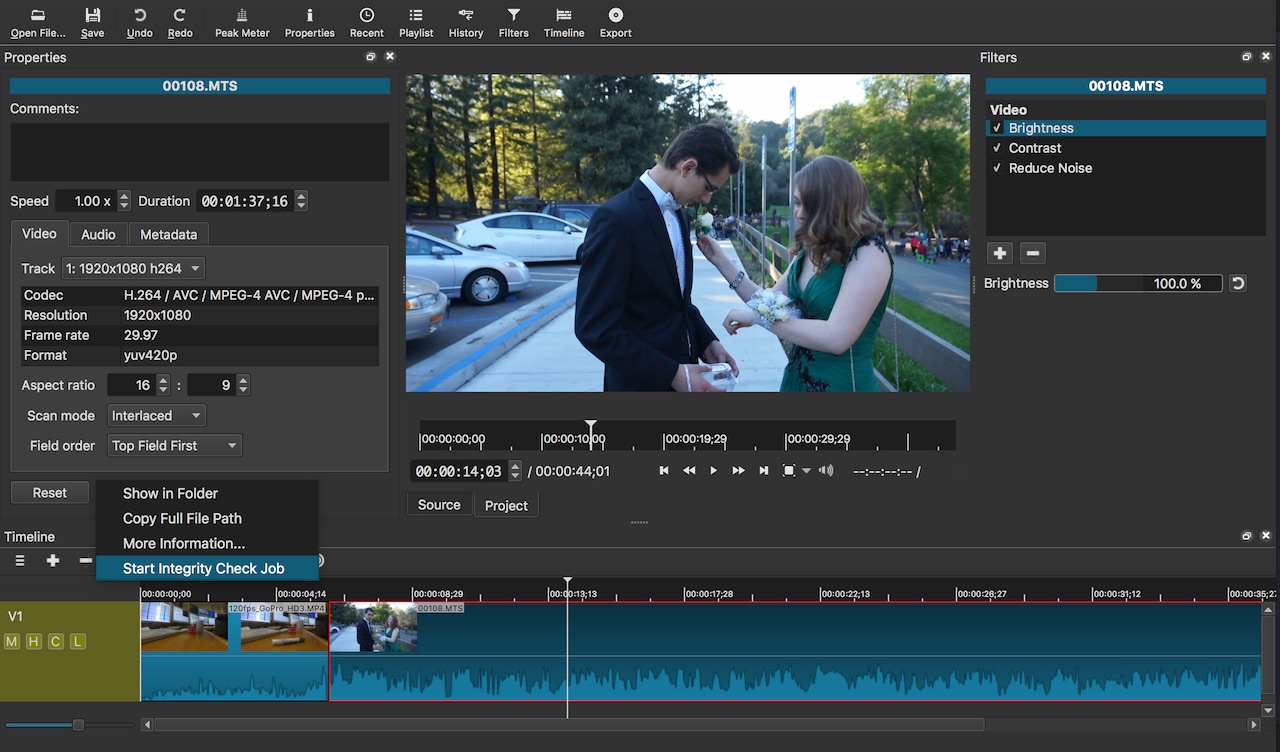 Open File... Save Undo Redo Peak Meter Properties Recent Playlist History Filters Timeline Export
Properties
00108.MTS
Comments:
Speed 1.00 x Duration 00:01:37;16
Video Audio Metadata
Track 1: 1920x1080 h264
Codec H.264 / AVC / MPEG-4 AVC / MPEG-4 p...
Resolution 1920x1080
Frame rate 29.97
Format yuv420p
Aspect ratio 16 : 9
Scan mode Interlaced
Field order Top Field First
Reset
Show in Folder
Copy Full File Path
More Information...
Start Integrity Check Job
00:00:00;00 00:00:10;00 00:00:19;29 00:00:29;29
00:00:14;03 / 00:00:44;01 --:--:--:-- /
Source Project
Filters
00108.MTS
Video
✓ Brightness
✓ Contrast
✓ Reduce Noise
Brightness 100.0 %
Timeline
00:00:00;00 00:00:04;14 00:00:08;29 00:00:13;13 00:00:17;28 00:00:22;13 00:00:26;27 00:00:31;12 00:00:35;27
V1
M H C L
120fps_GoPro_HD3.MP4
00108.MTS